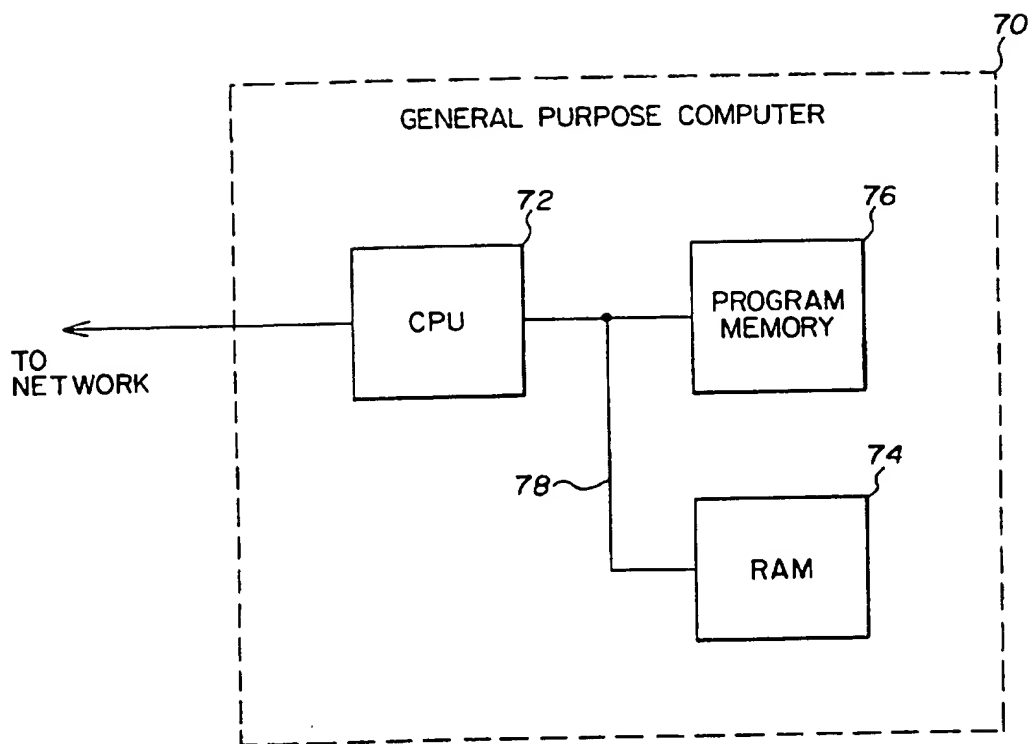 70
GENERAL PURPOSE COMPUTER
72
76
CPU
PROGRAM
MEMORY
TO
NETWORK
78
74
RAM